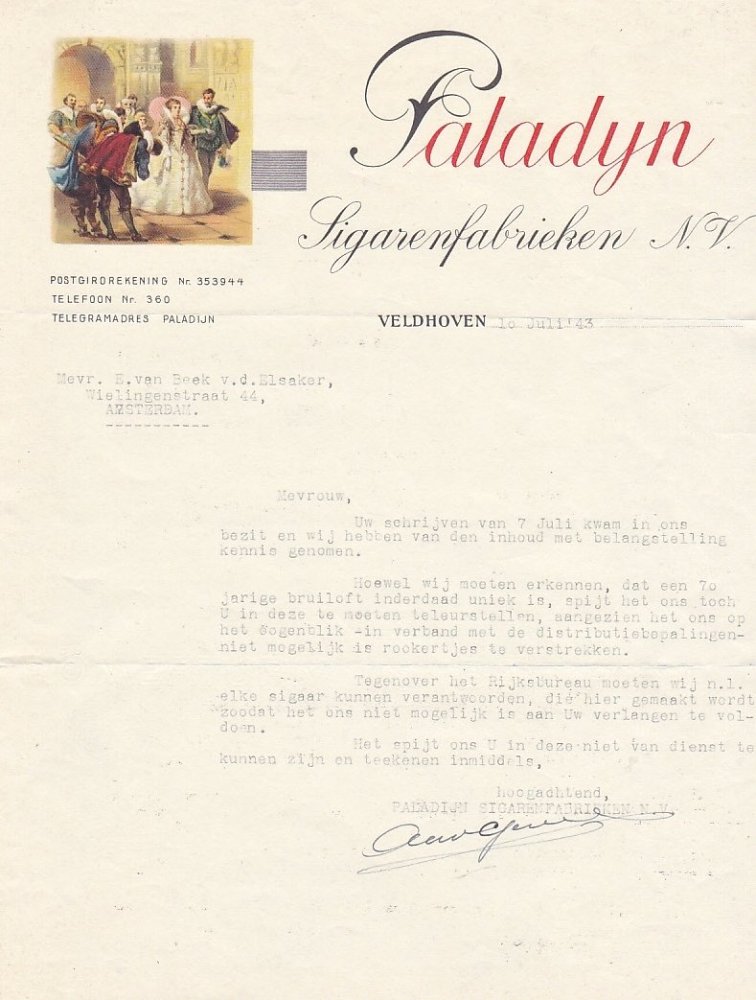 Paladyn
Sigarenfabrieken N.V.
POSTGIROREKENING Nr. 353944
TELEFOON Nr. 360
TELEGRAMADRES PALADIJN
VELDHOVEN 1o Juli '43
Mevr. E.van Beek v.d.Elsaker,
Wielingenstraat 44,
AMSTERDAM.
Mevrouw,
Uw schrijven van 7 Juli kwam in ons
bezit en wij hebben van den inhoud met belangstelling
kennis genomen.
Hoewel wij moeten erkennen, dat een 7o
jarige bruiloft inderdaad uniek is, spijt het ons toch
U in deze te moeten teleurstellen, aangezien het ons op
het oogenblik -in verband met de distributiebepalingen-
niet mogelijk is rookertjes te verstrekken.
Tegenover het Rijksbureau moeten wij n.l.
elke sigaar kunnen verantwoorden, die hier gemaakt wordt
zoodat het ons niet mogelijk is aan Uw verlangen te vol-
doen.
Het spijt ons U in deze niet van dienst te
kunnen zijn en teekenen inmiddels,
hoogachtend,
PALADIJN SIGARENFABRIEKEN N.V.